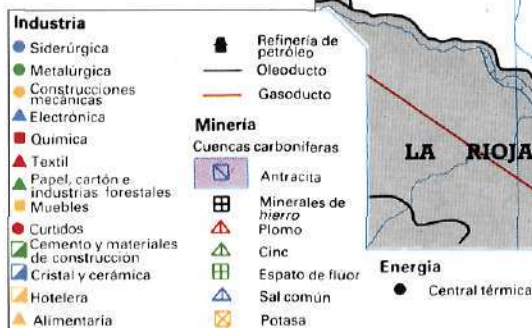 Industria
Siderúrgica
Metalúrgica
Construcciones
mecánicas
Electrónica
Química
Textil
Papel, cartón e
industrias forestales
Muebles
Curtidos
Cemento y materiales
de construcción
Cristal y cerámica
Hotelera
Alimentaria
Refinería de
petróleo
Oleoducto
Gasoducto
Minería
Cuencas carboníferas
Antracita
Minerales de
hierro
Plomo
Cinc
Espato de flúor
Sal común
Potasa
LA RIOJA
Energía
Central térmica